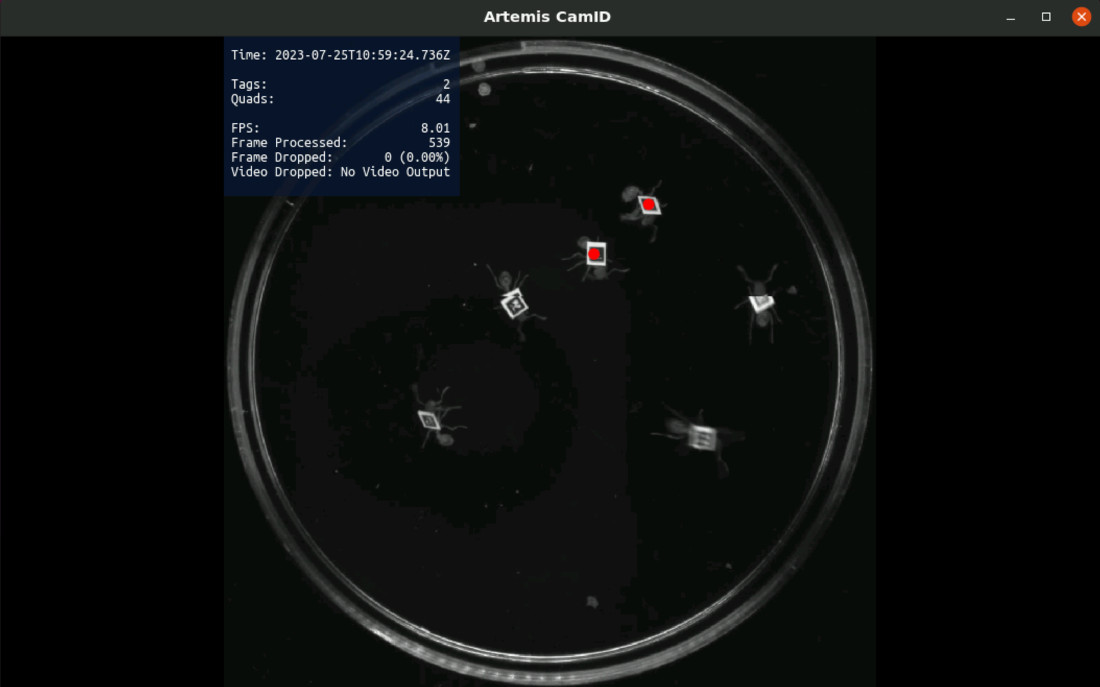 Artemis CamID
Time: 2023-07-25T10:59:24.736Z
Tags: 2
Quads: 44
FPS: 8.01
Frame Processed: 539
Frame Dropped: 0 (0.00%)
Video Dropped: No Video Output